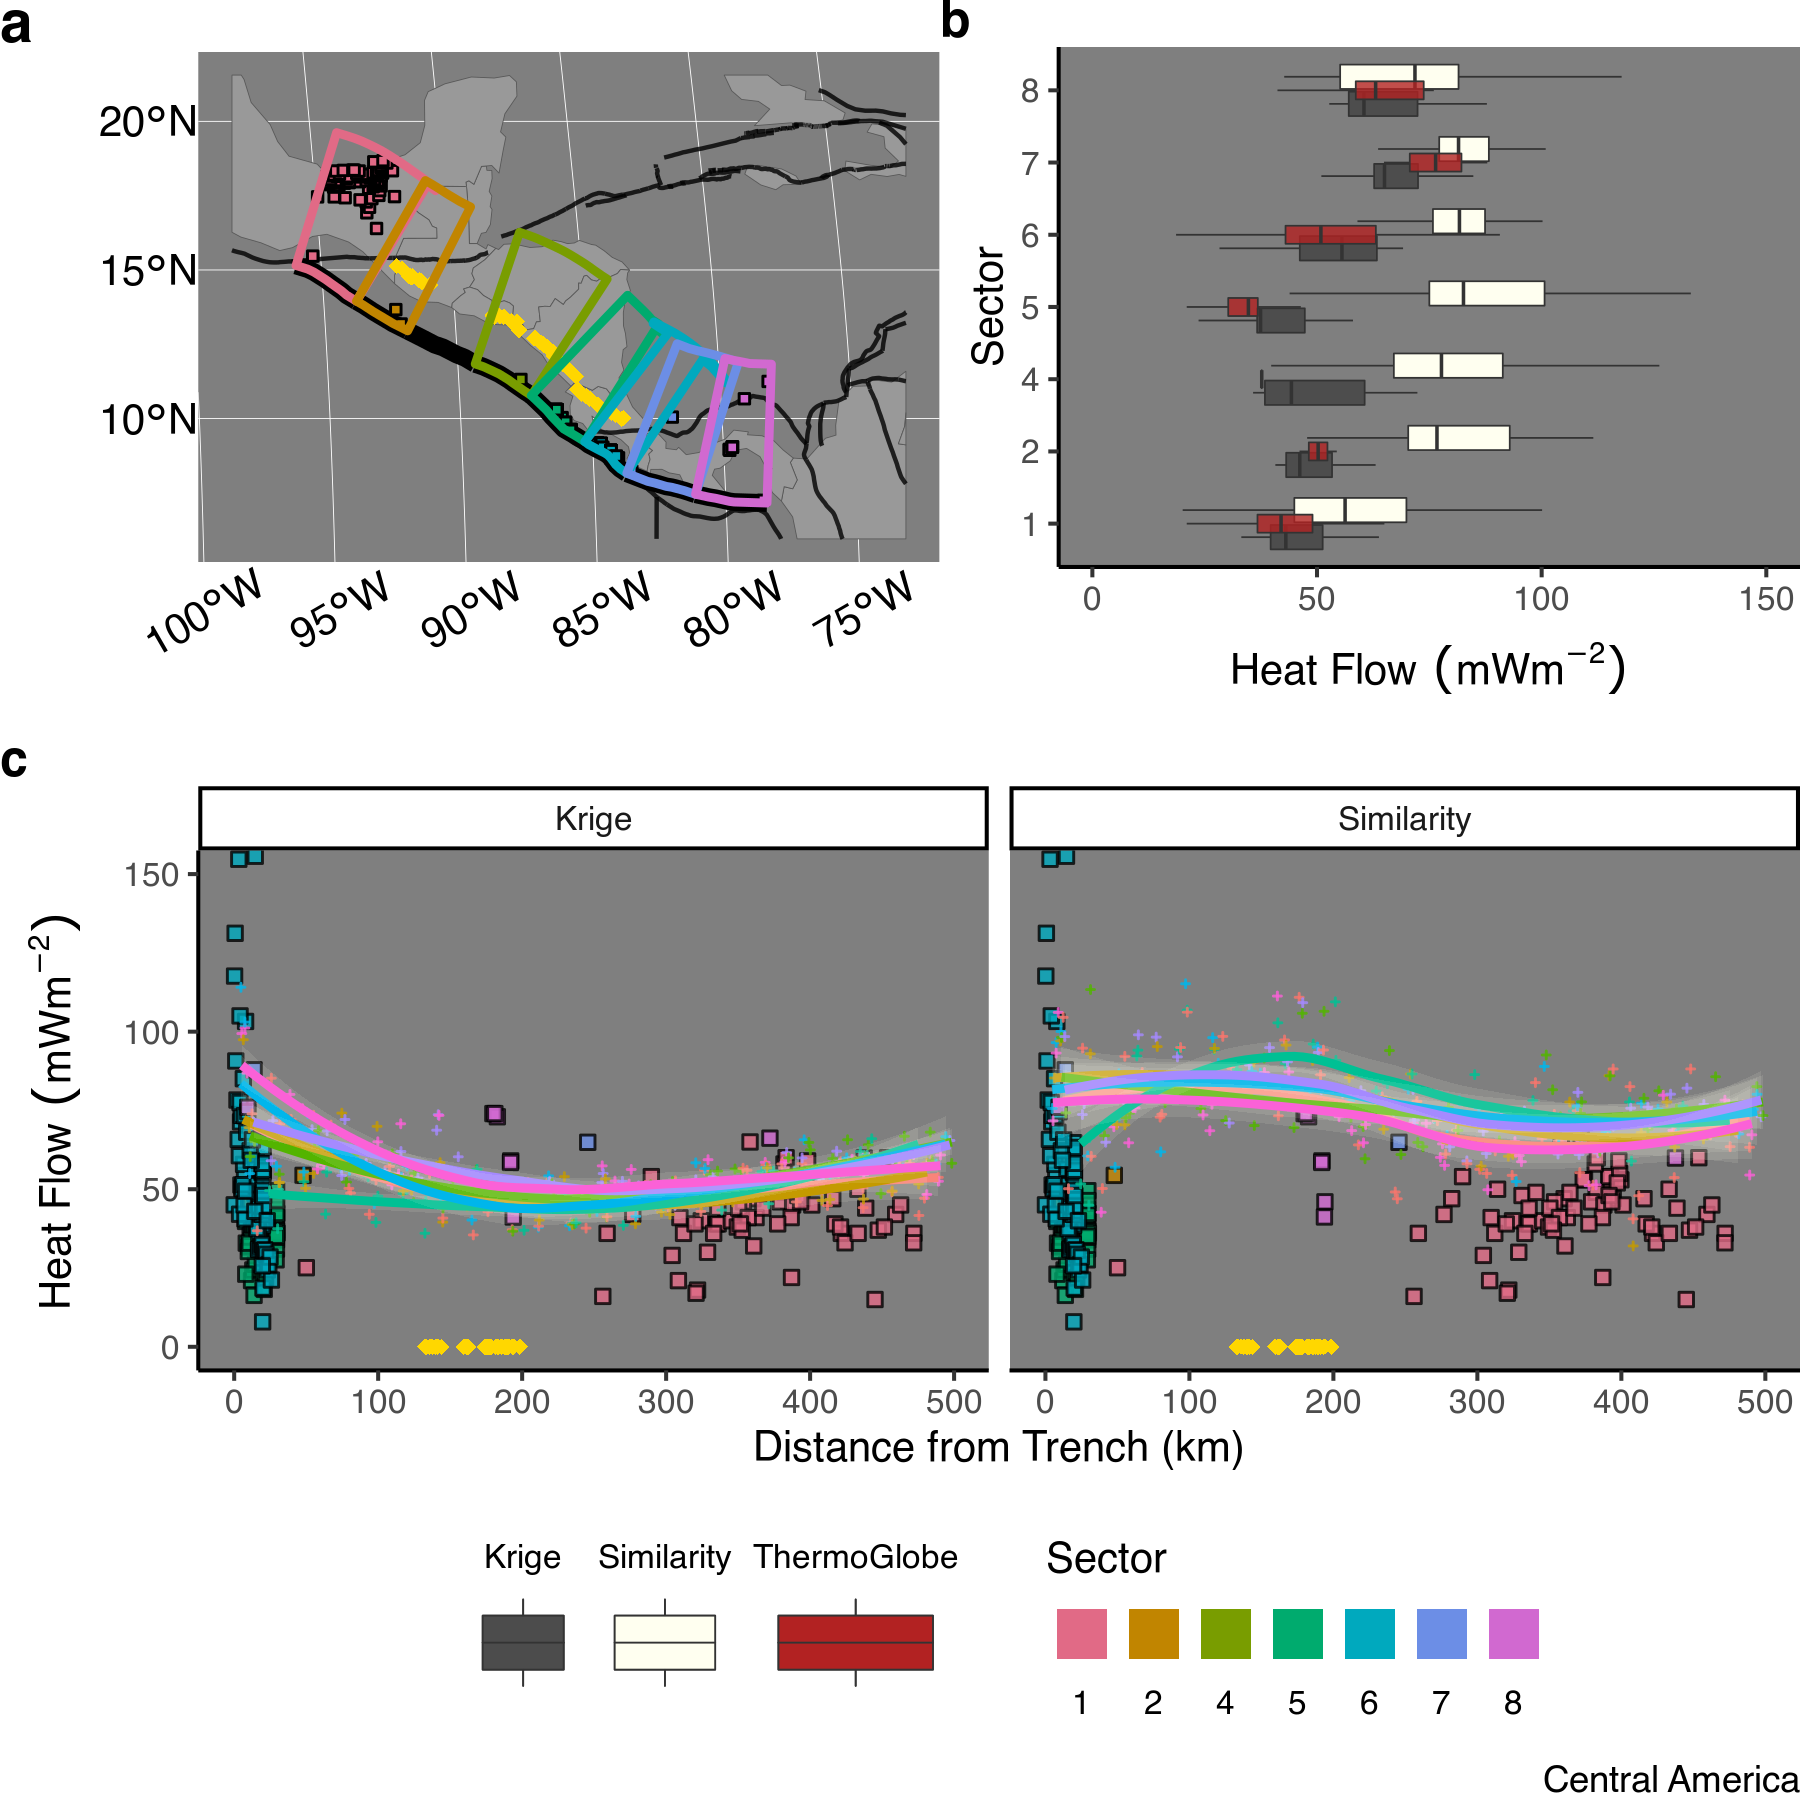 a
20°N
15°N
10°N
100°W
95°W
90°W
85°W
80°W
75°W
b
Sector
8
7
6
5
4
2
1
0
50
100
150
Heat Flow (mWm−2)
c
Krige
Similarity
Heat Flow (mWm−2)
150
100
50
0
0
100
200
300
400
500
0
100
200
300
400
500
Distance from Trench (km)
Krige
Similarity
ThermoGlobe
Sector
1
2
4
5
6
7
8
Central America